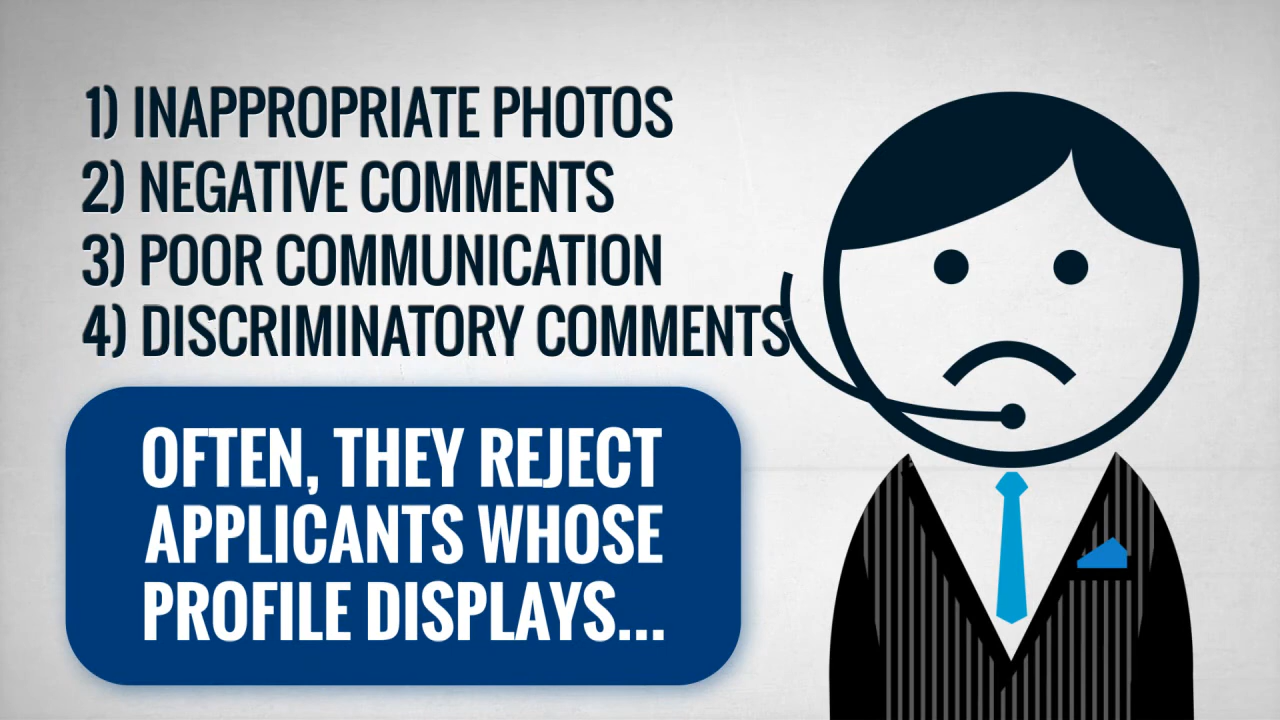 1) INAPPROPRIATE PHOTOS
2) NEGATIVE COMMENTS
3) POOR COMMUNICATION
4) DISCRIMINATORY COMMENTS
OFTEN, THEY REJECT
APPLICANTS WHOSE
PROFILE DISPLAYS...